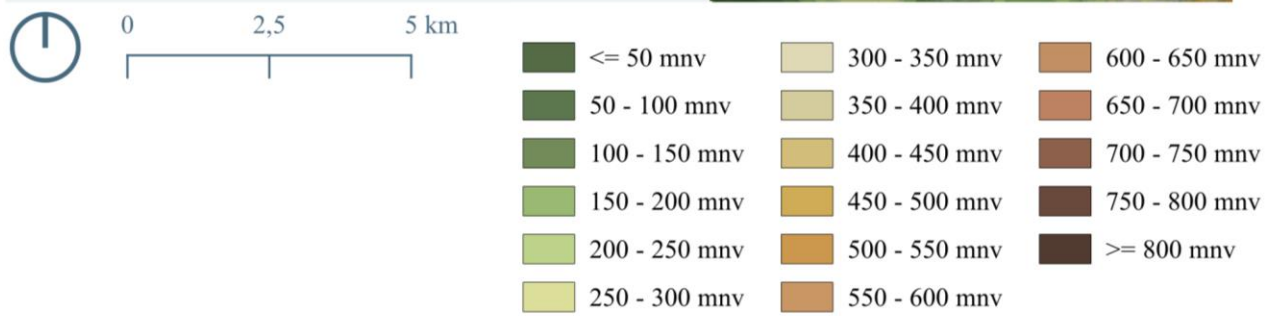 0 2,5 5 km
<= 50 mnv
50 - 100 mnv
100 - 150 mnv
150 - 200 mnv
200 - 250 mnv
250 - 300 mnv
300 - 350 mnv
350 - 400 mnv
400 - 450 mnv
450 - 500 mnv
500 - 550 mnv
550 - 600 mnv
600 - 650 mnv
650 - 700 mnv
700 - 750 mnv
750 - 800 mnv
>= 800 mnv